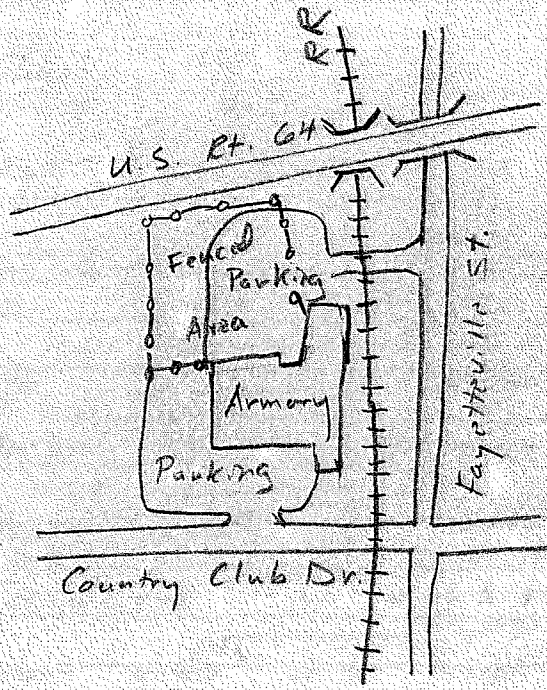 RR
U.S. Rt. 64
Fenced
Parking
Area
Armory
Parking
Fayetteville St.
Country Club Dr.